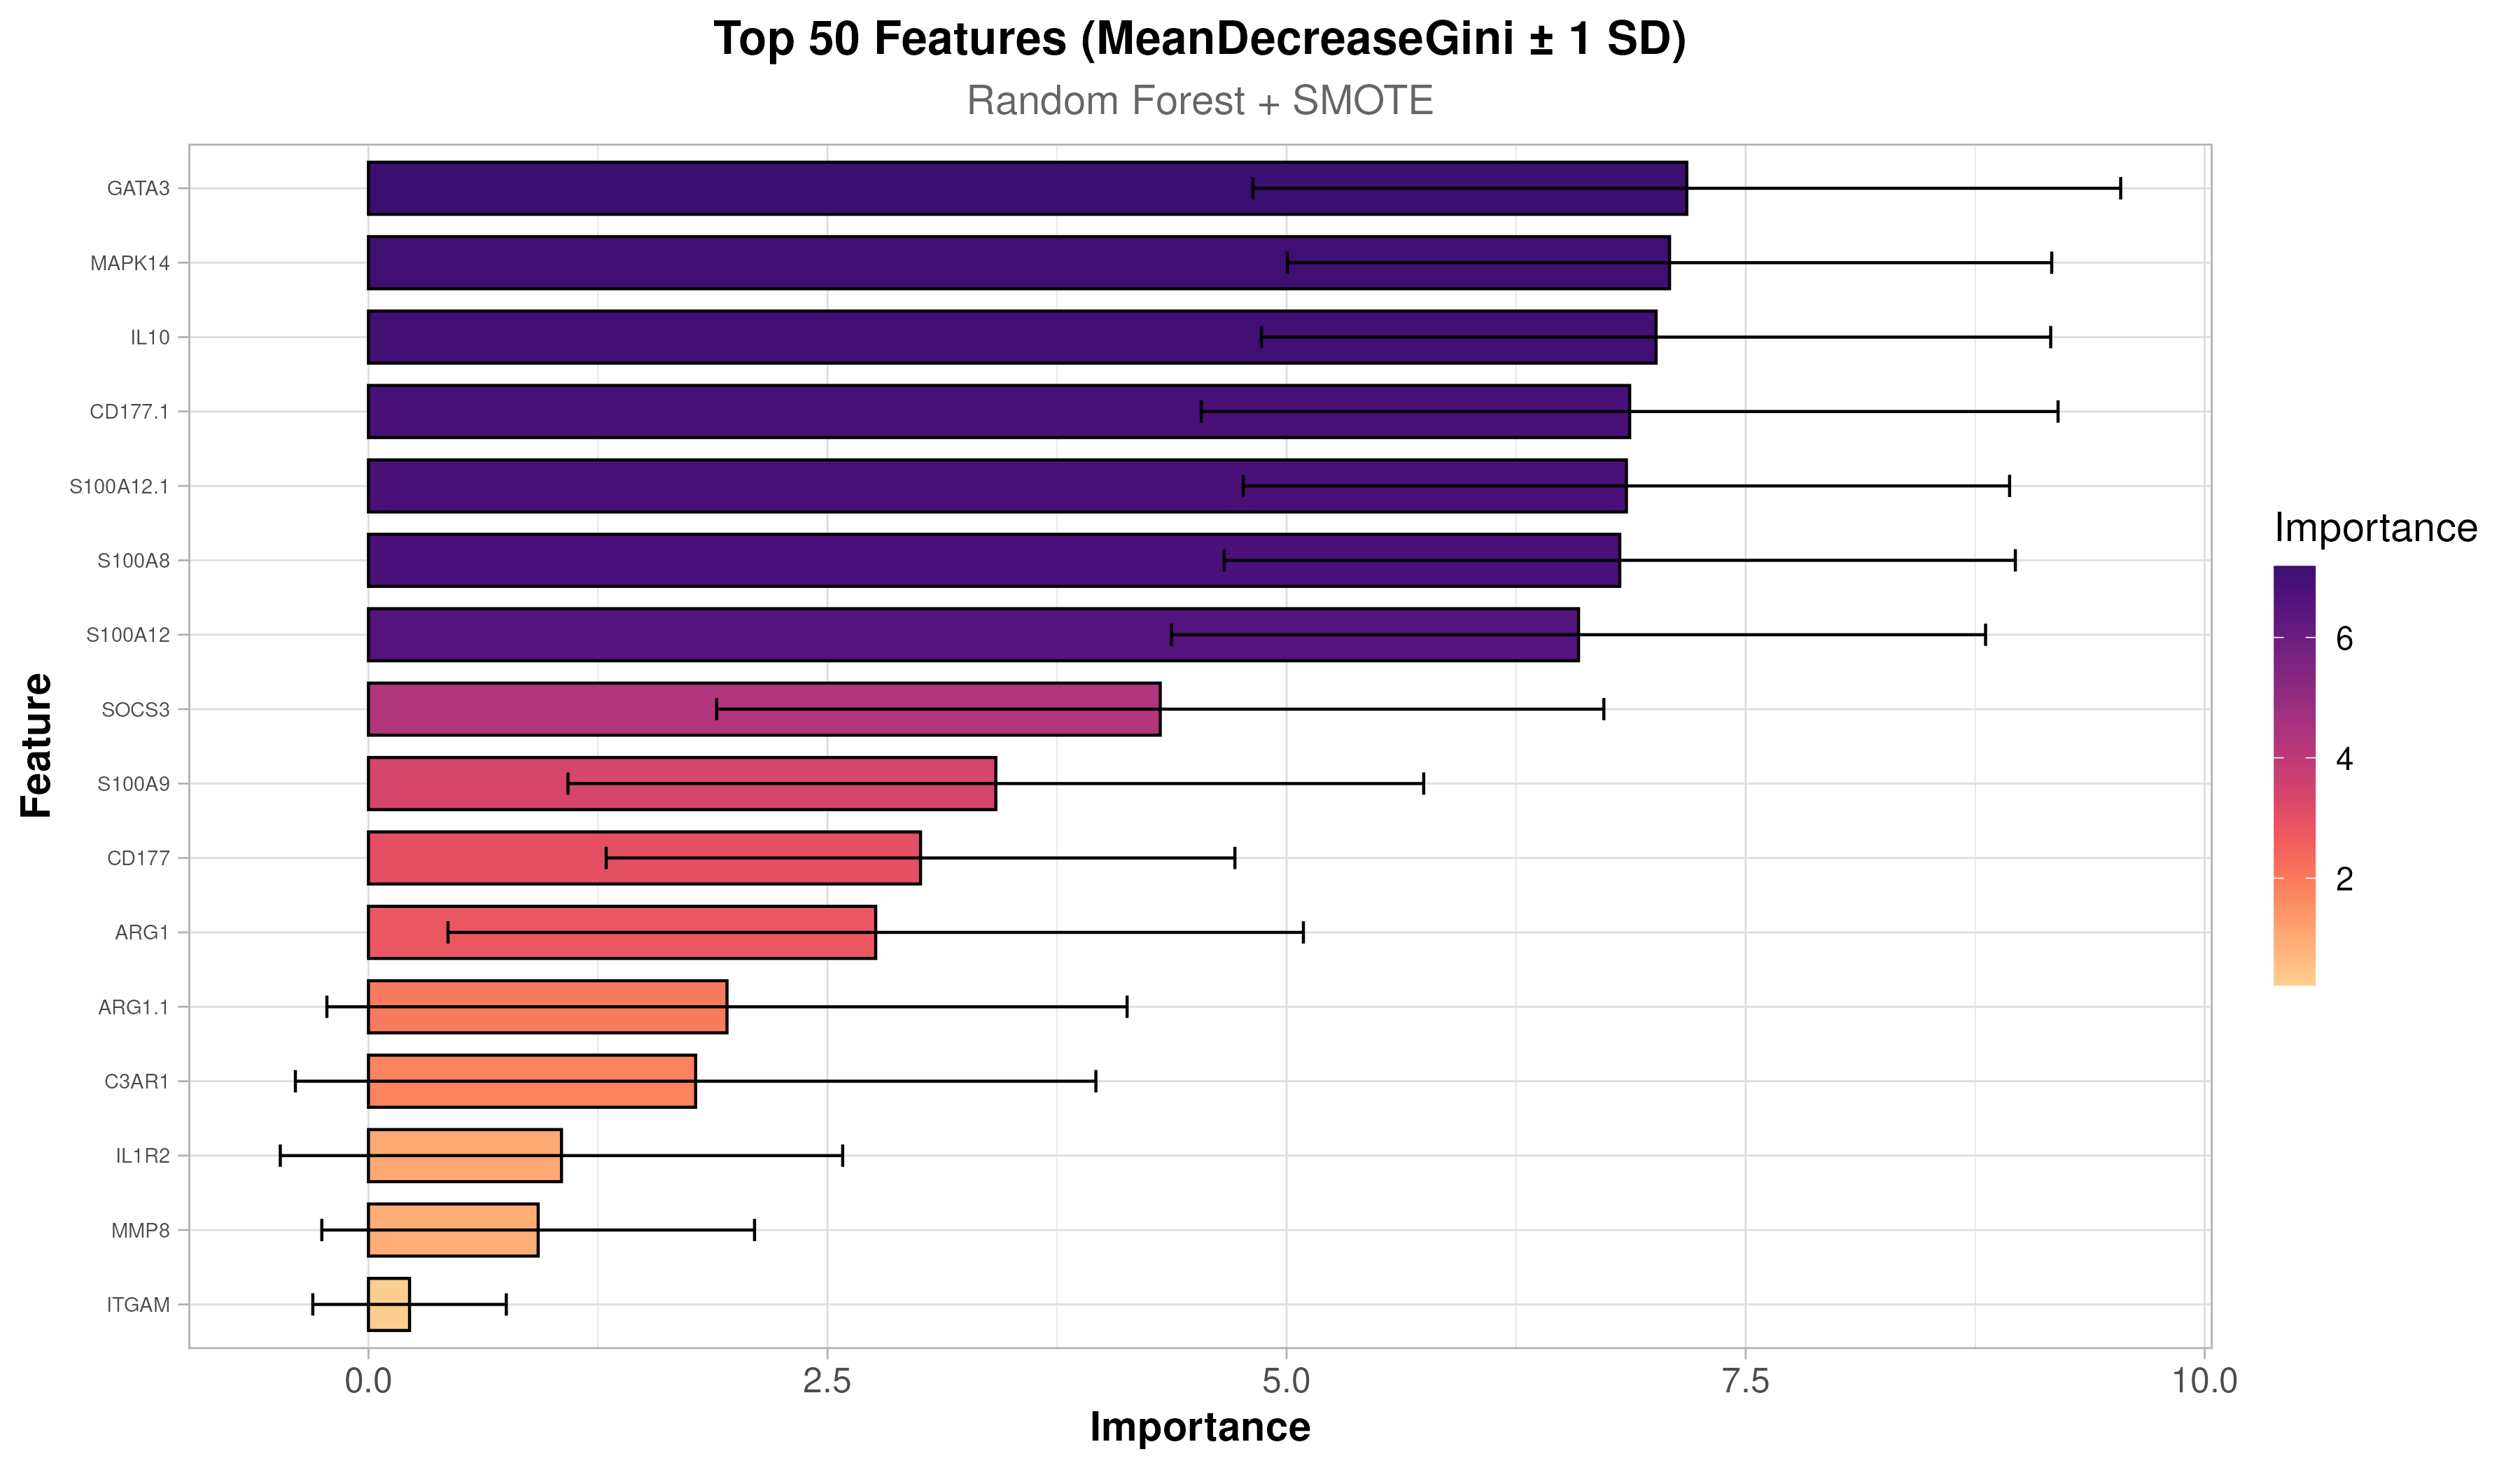 Top 50 Features (MeanDecreaseGini ± 1 SD)
Random Forest + SMOTE
Feature
GATA3
MAPK14
IL10
CD177.1
S100A12.1
S100A8
S100A12
SOCS3
S100A9
CD177
ARG1
ARG1.1
C3AR1
IL1R2
MMP8
ITGAM
0.0 2.5 5.0 7.5 10.0
Importance
Importance
6
4
2